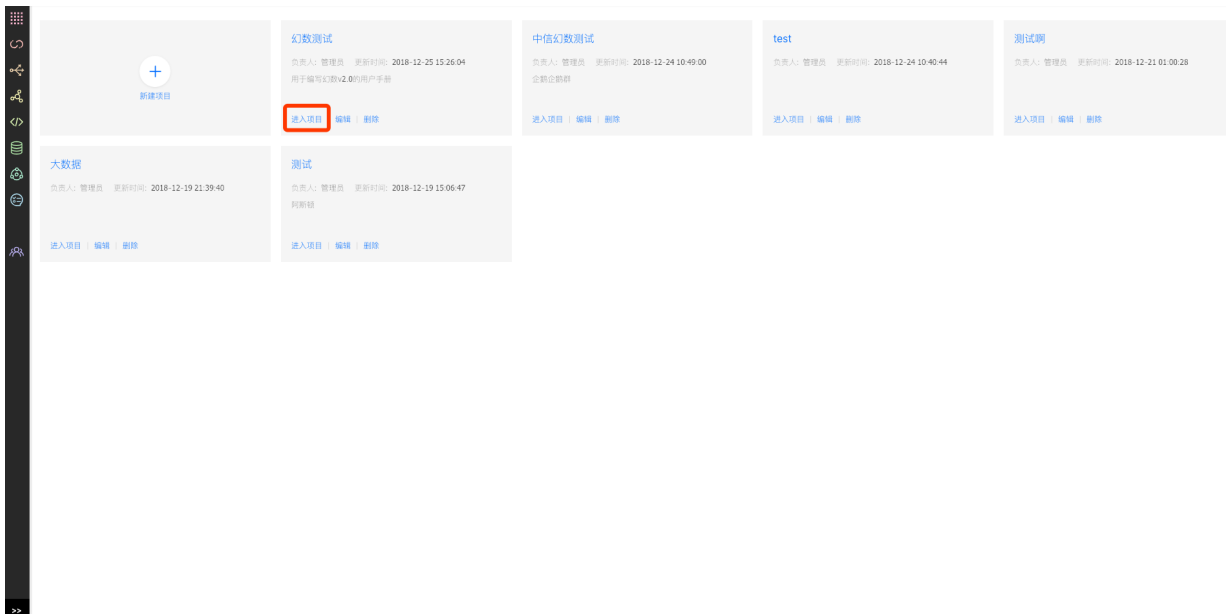 幻数测试
中信幻数测试
test
测试啊
负责人: 管理员 更新时间: 2018-12-25 15:26:04
负责人: 管理员 更新时间: 2018-12-24 10:49:00
负责人: 管理员 更新时间: 2018-12-24 10:40:44
负责人: 管理员 更新时间: 2018-12-21 01:00:28
用于编写幻数v2.0的用户手册
企鹅企鹅群
新建项目
进入项目 | 编辑 | 删除
进入项目 | 编辑 | 删除
进入项目 | 编辑 | 删除
进入项目 | 编辑 | 删除
大数据
测试
负责人: 管理员 更新时间: 2018-12-19 21:39:40
负责人: 管理员 更新时间: 2018-12-19 15:06:47
阿斯顿
进入项目 | 编辑 | 删除
进入项目 | 编辑 | 删除
>>